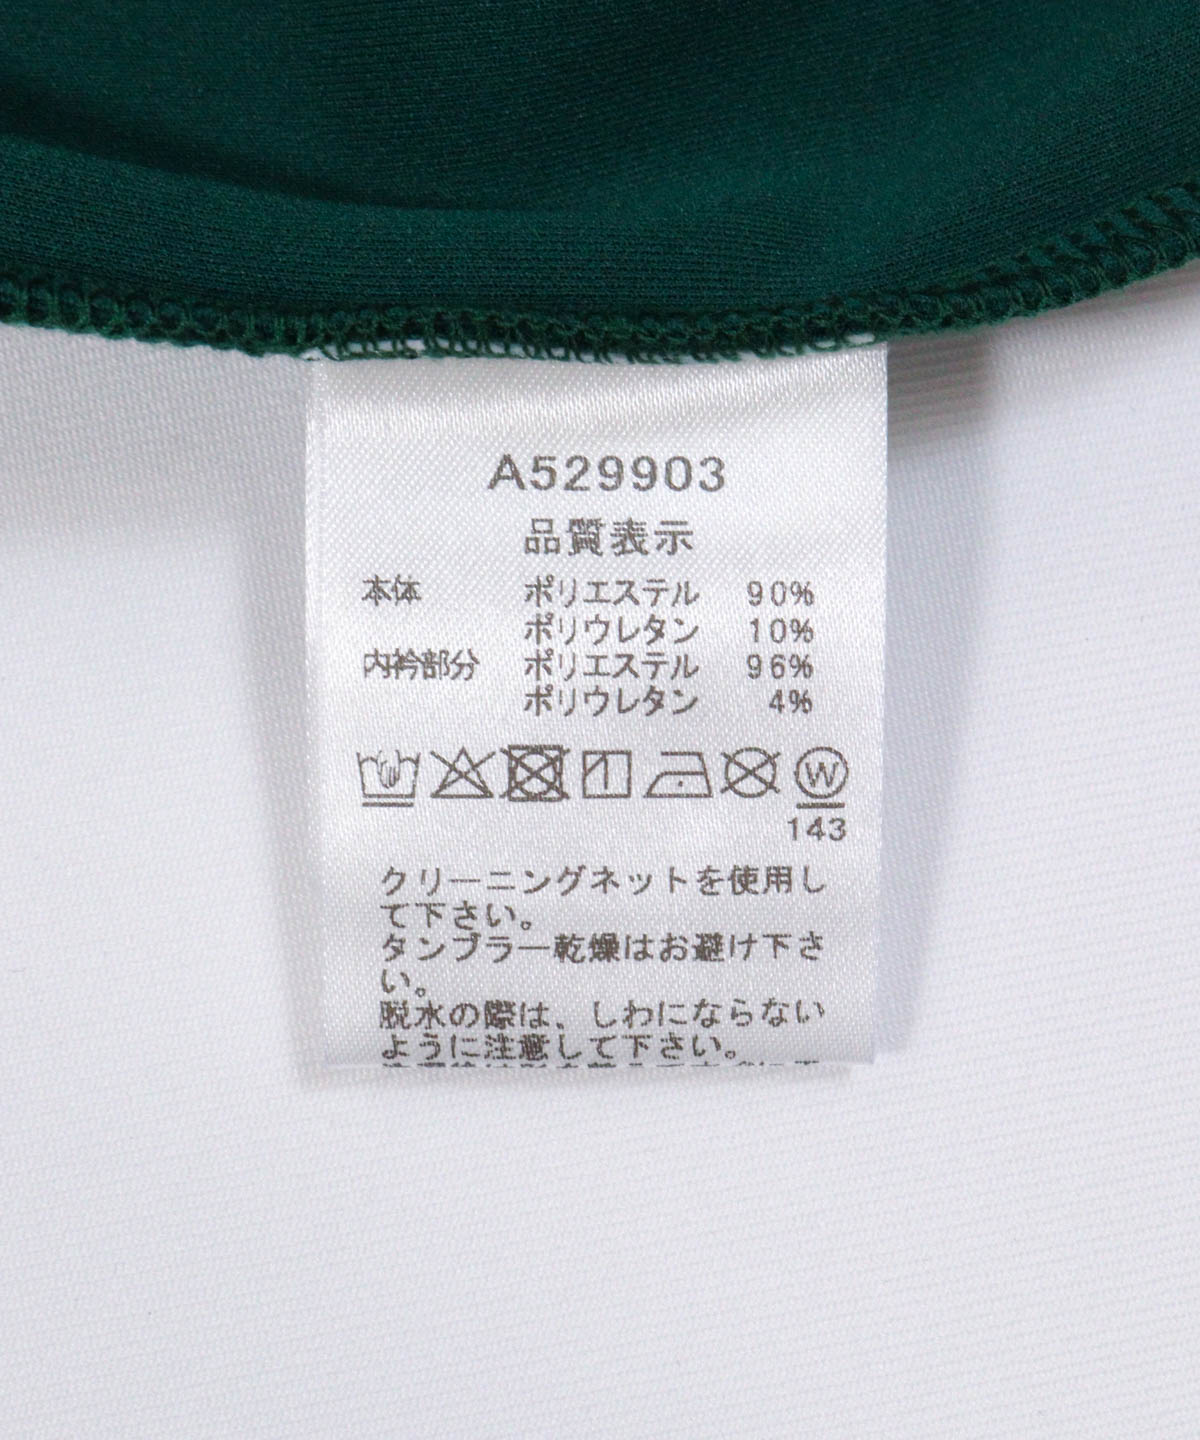 A529903
品質表示
本体 ポリエステル 90%
ポリウレタン 10%
内衿部分 ポリエステル 96%
ポリウレタン 4%
W
143
クリーニングネットを使用し
て下さい。
タンブラー乾燥はお避け下さ
い。
脱水の際は、しわにならない
ように注意して下さい。